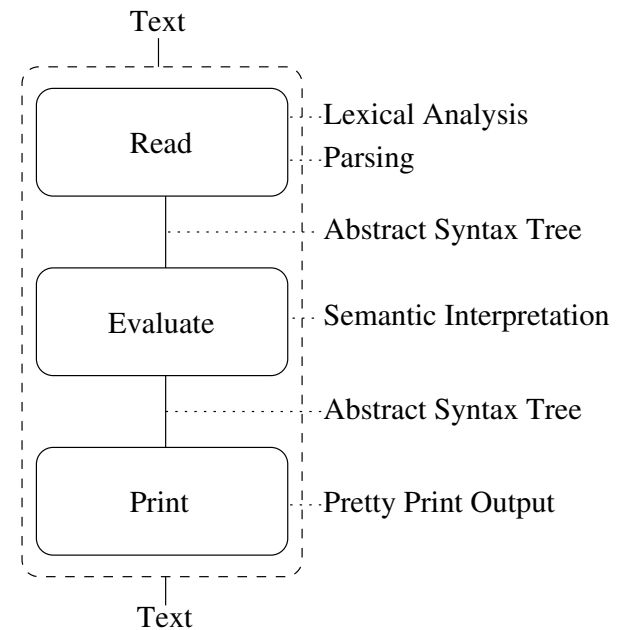 Text
Read
Lexical Analysis
Parsing
Abstract Syntax Tree
Evaluate
Semantic Interpretation
Abstract Syntax Tree
Print
Pretty Print Output
Text